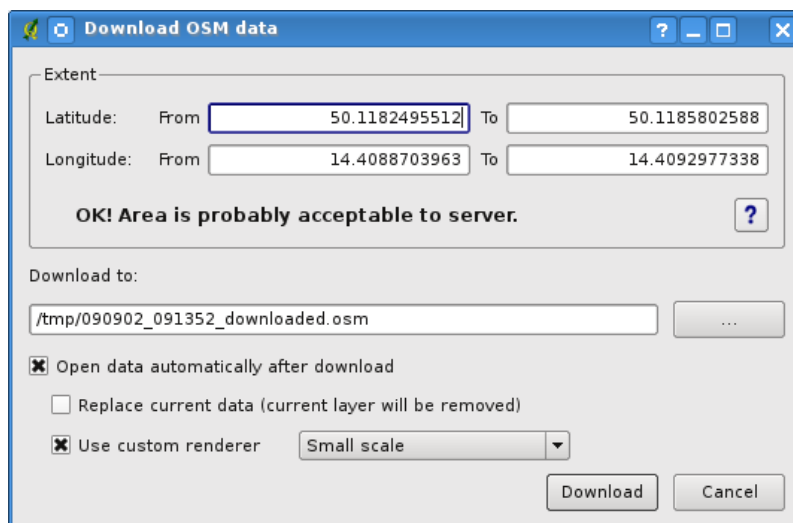 Download OSM data
Extent
Latitude: From 50.1182495512 To 50.1185802588
Longitude: From 14.4088703963 To 14.4092977338
OK! Area is probably acceptable to server. ?
Download to:
/tmp/090902_091352_downloaded.osm ...
Open data automatically after download
Replace current data (current layer will be removed)
Use custom renderer Small scale
Download Cancel